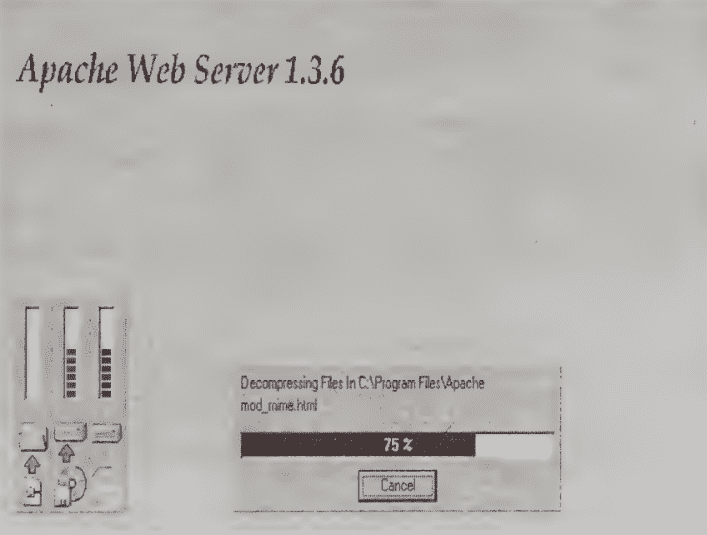 Apache Web Server 1.3.6
Decompressing Files In C:\Program Files\Apache
mod_mime.html
75 %
Cancel